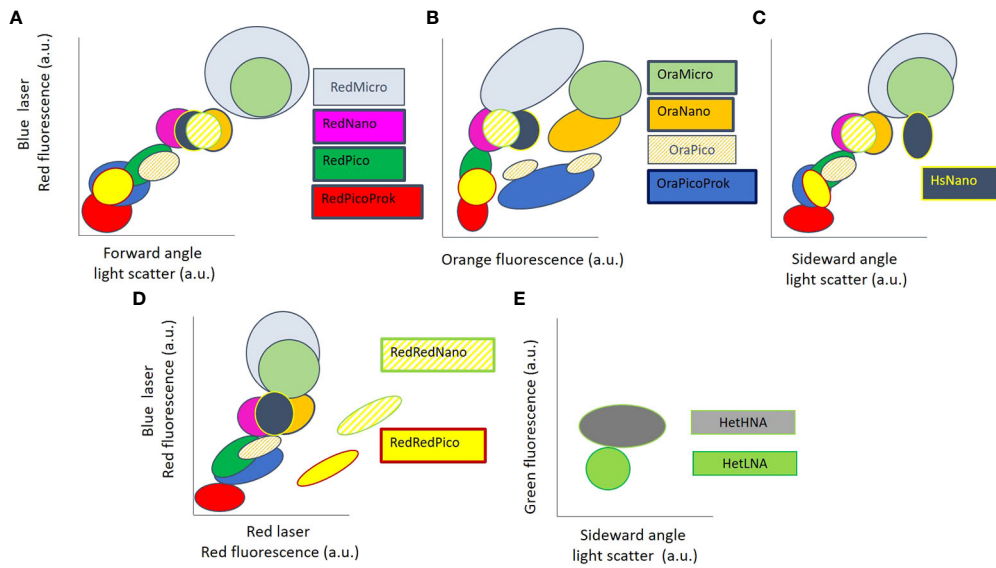 A
Blue laser
Red fluorescence (a.u.)
Forward angle
light scatter (a.u.)
RedMicro
RedNano
RedPico
RedPicoProk
B
Orange fluorescence (a.u.)
OraMicro
OraNano
OraPico
OraPicoProk
C
Sideward angle
light scatter (a.u.)
HsNano
D
Blue laser
Red fluorescence (a.u.)
Red laser
Red fluorescence (a.u.)
RedRedNano
RedRedPico
E
Green fluorescence (a.u.)
Sideward angle
light scatter (a.u.)
HetHNA
HetLNA